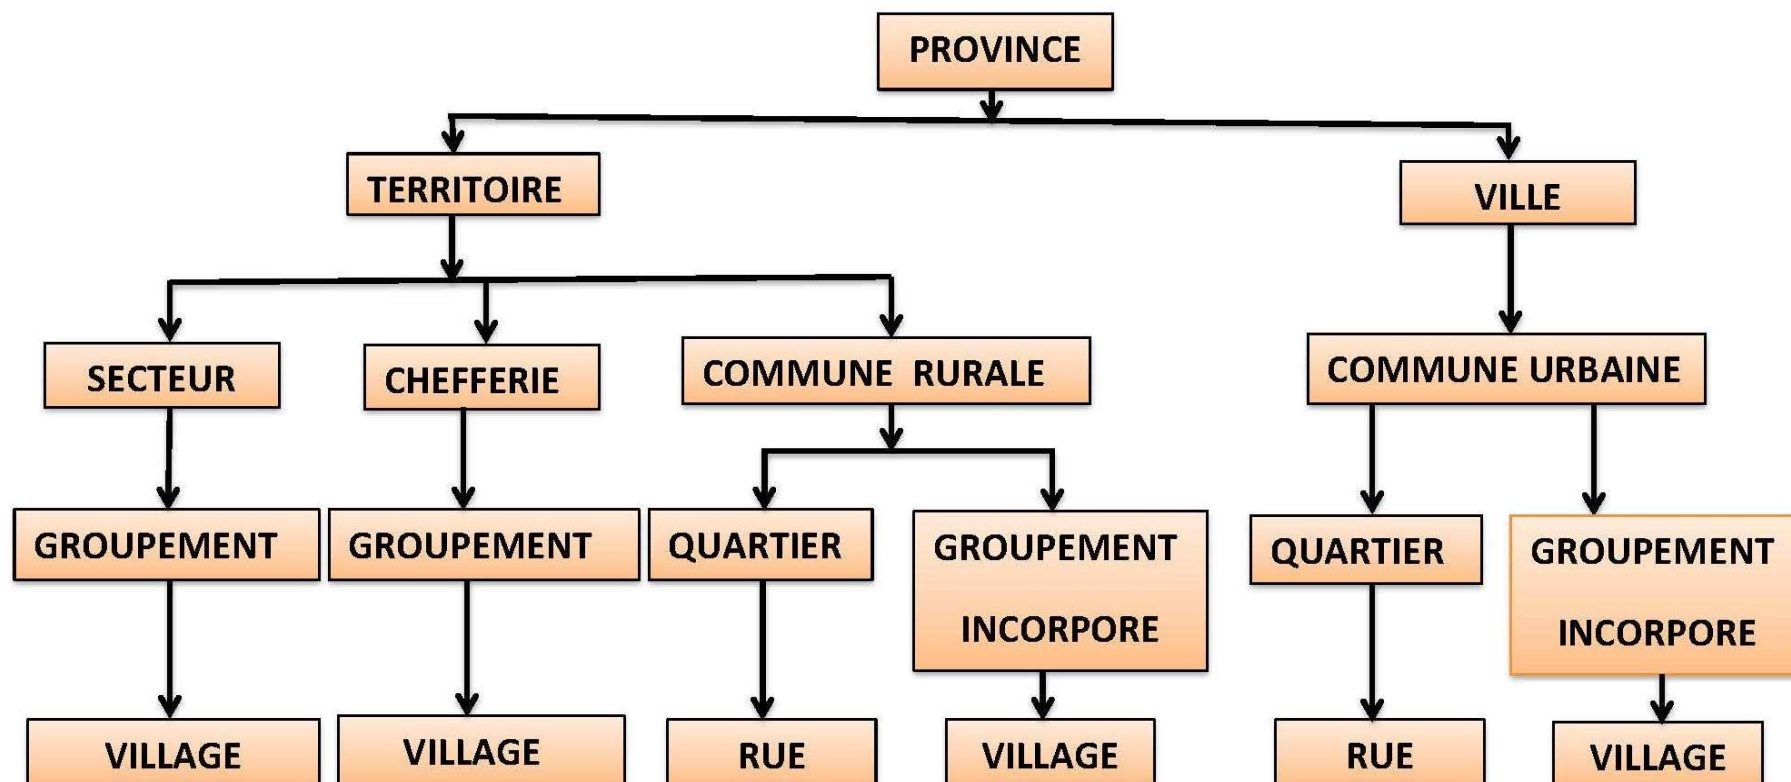 PROVINCE
TERRITOIRE
VILLE
SECTEUR
CHEFFERIE
COMMUNE RURALE
COMMUNE URBAINE
GROUPEMENT
GROUPEMENT
QUARTIER
GROUPEMENT
INCORPORE
QUARTIER
GROUPEMENT
INCORPORE
VILLAGE
VILLAGE
RUE
VILLAGE
RUE
VILLAGE